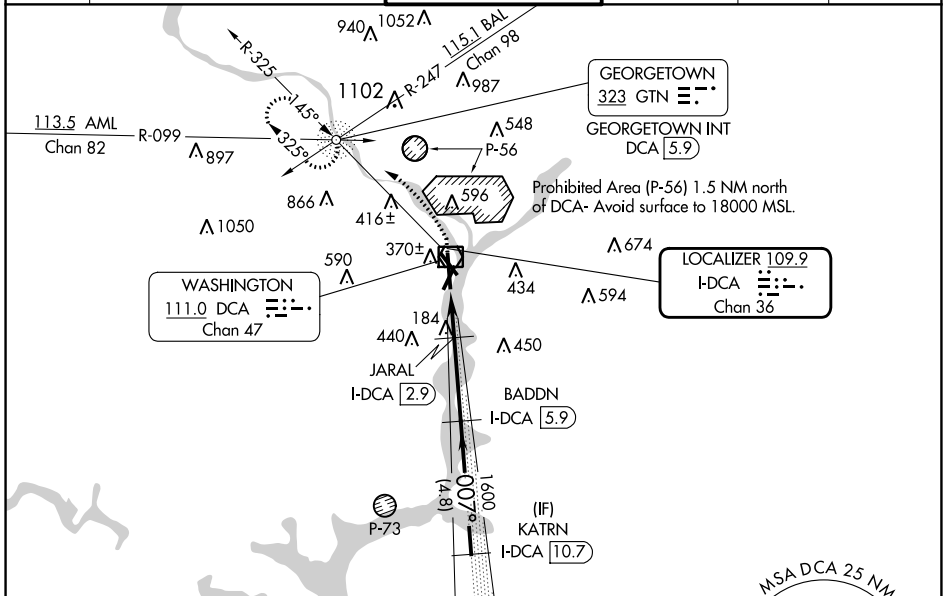 940
1052
115.1 BAL
R-247
Chan 98
R-325
1102
987
145°
325°
GEORGETOWN
323 GTN
GEORGETOWN INT
DCA 5.9
113.5 AML
R-099
Chan 82
897
548
P-56
866
416±
596
Prohibited Area (P-56) 1.5 NM north
of DCA- Avoid surface to 18000 MSL.
1050
370±
674
590
434
594
WASHINGTON
111.0 DCA
Chan 47
LOCALIZER 109.9
I-DCA
Chan 36
184
440
450
JARAL
I-DCA 2.9
BADDN
I-DCA 5.9
1600
007°
(4.8)
P-73
(IF)
KATRN
I-DCA 10.7
MSA DCA 25 NM